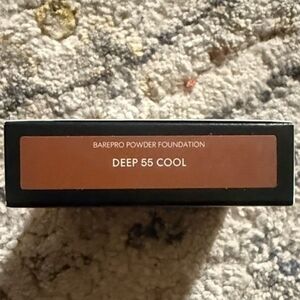 BAREPRO POWDER FOUNDATION
DEEP 55 COOL